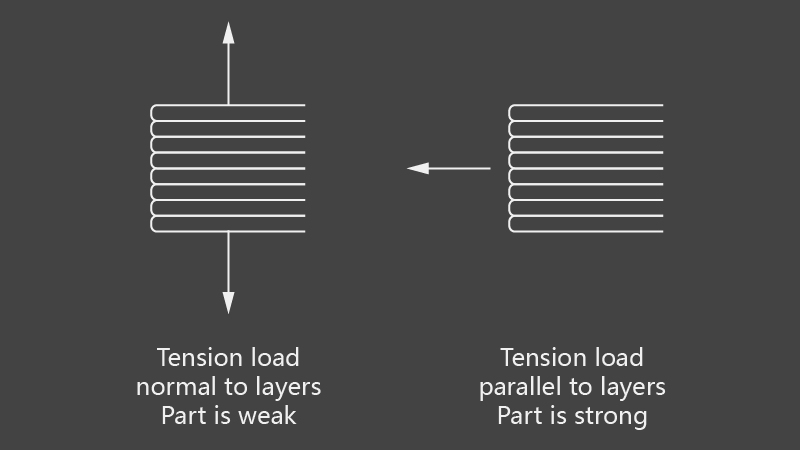 Tension load
normal to layers
Part is weak
Tension load
parallel to layers
Part is strong